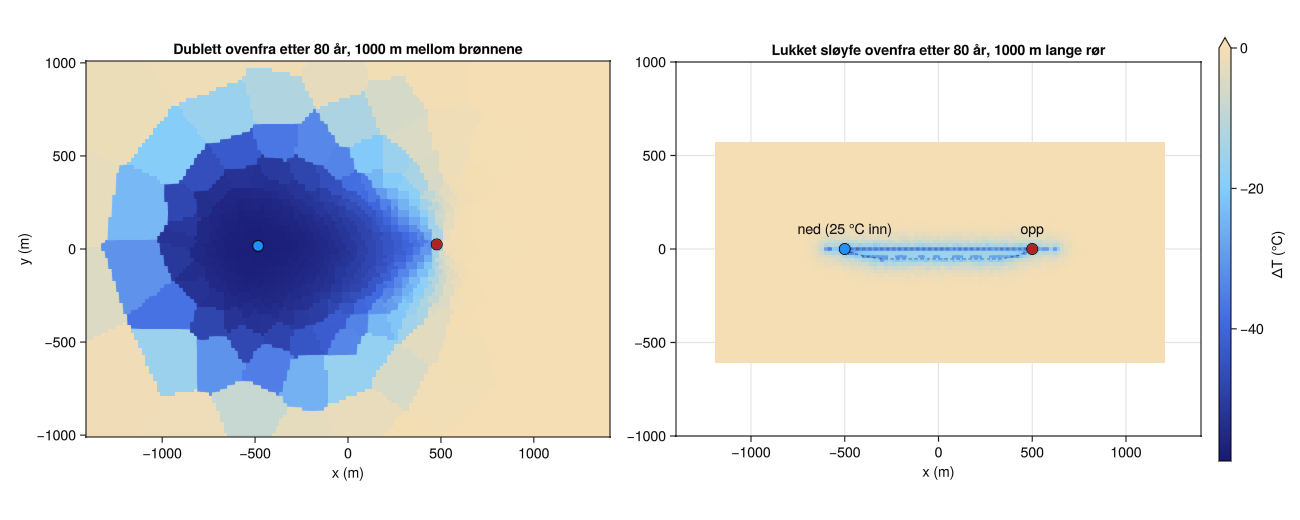 Dublett ovenfra etter 80 år, 1000 m mellom brønnene
1000
500
0
−500
−1000
y (m)
−1000
−500
0
500
1000
x (m)
Lukket sløyfe ovenfra etter 80 år, 1000 m lange rør
1000
500
0
−500
−1000
ned (25 °C inn)
opp
−1000
−500
0
500
1000
x (m)
0
−20
−40
ΔT (°C)